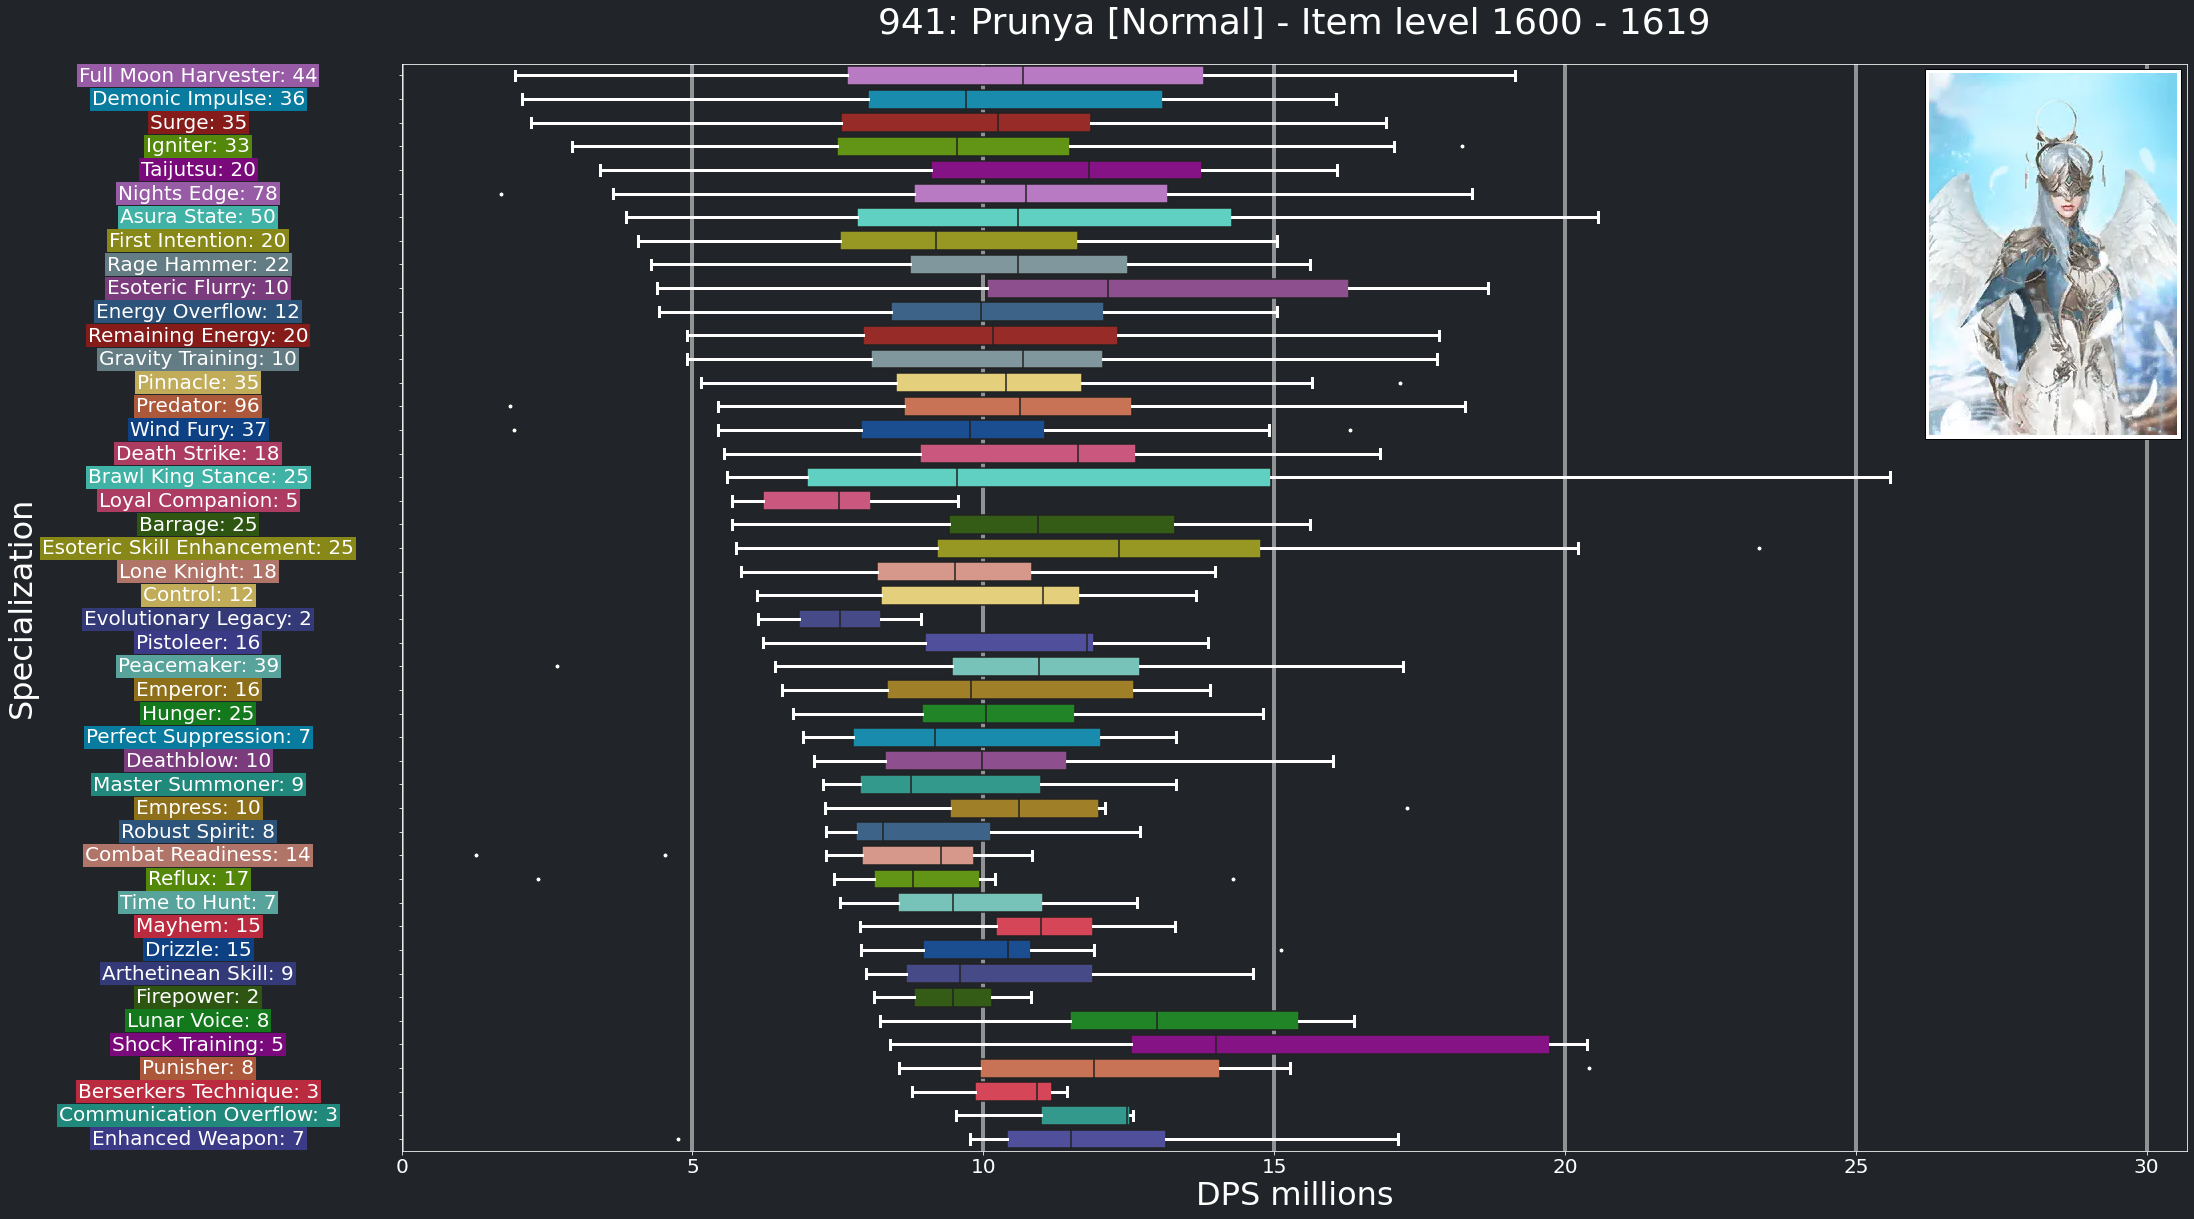 941: Prunya [Normal] - Item level 1600 - 1619
Full Moon Harvester: 44
Demonic Impulse: 36
Surge: 35
Igniter: 33
Taijutsu: 20
Nights Edge: 78
Asura State: 50
First Intention: 20
Rage Hammer: 22
Esoteric Flurry: 10
Energy Overflow: 12
Remaining Energy: 20
Gravity Training: 10
Pinnacle: 35
Predator: 96
Wind Fury: 37
Death Strike: 18
Brawl King Stance: 25
Loyal Companion: 5
Barrage: 25
Esoteric Skill Enhancement: 25
Lone Knight: 18
Control: 12
Evolutionary Legacy: 2
Pistoleer: 16
Peacemaker: 39
Emperor: 16
Hunger: 25
Perfect Suppression: 7
Deathblow: 10
Master Summoner: 9
Empress: 10
Robust Spirit: 8
Combat Readiness: 14
Reflux: 17
Time to Hunt: 7
Mayhem: 15
Drizzle: 15
Arthetinean Skill: 9
Firepower: 2
Lunar Voice: 8
Shock Training: 5
Punisher: 8
Berserkers Technique: 3
Communication Overflow: 3
Enhanced Weapon: 7
Specialization
0 5 10 15 20 25 30
DPS millions